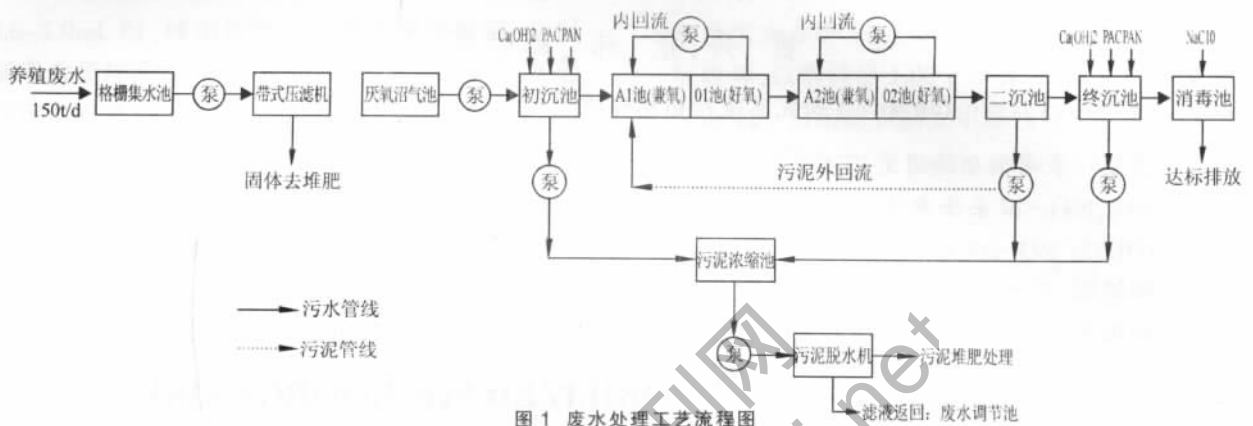 养殖废水
150t/d
格栅集水池
泵
带式压滤机
固体去堆肥
厌氧沼气池
泵
Ca(OH)2 PACPAN
初沉池
泵
内回流
泵
A1池(兼氧)
01池(好氧)
内回流
泵
A2池(兼氧)
02池(好氧)
二沉池
泵
污泥外回流
Ca(OH)2 PACPAN
终沉池
泵
NaC10
消毒池
达标排放
污泥浓缩池
泵
污泥脱水机
污泥堆肥处理
滤液返回：废水调节池
污水管线
污泥管线
图 1 废水处理工艺流程图